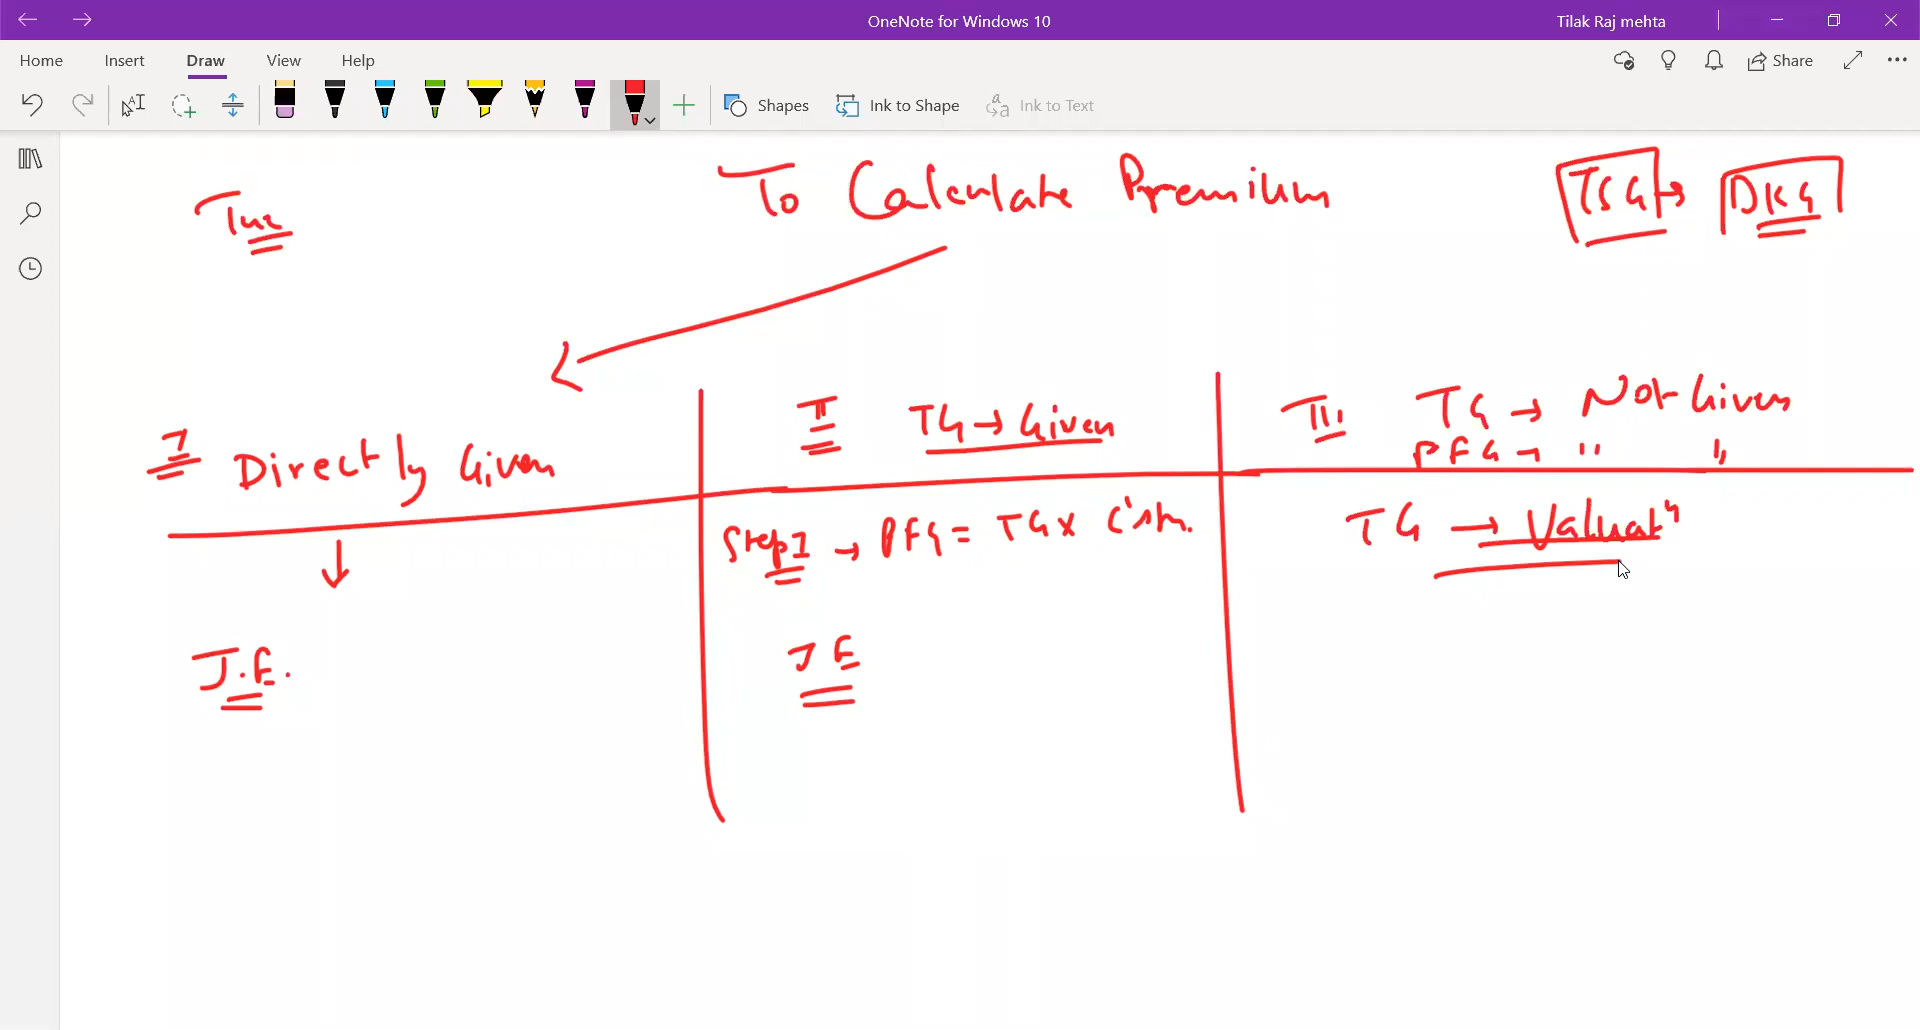 OneNote for Windows 10
Tilak Raj mehta
Home Insert Draw View Help
Share
Shapes Ink to Shape Ink to Text
Tue
To Calculate Premium
TSG → DKG
I Directly Given
II TG → Given
III TG → Not Given
PFG → " "
Step 1 → PFG = TG x C's sh.
TG → Valuatn
J.E.
JE